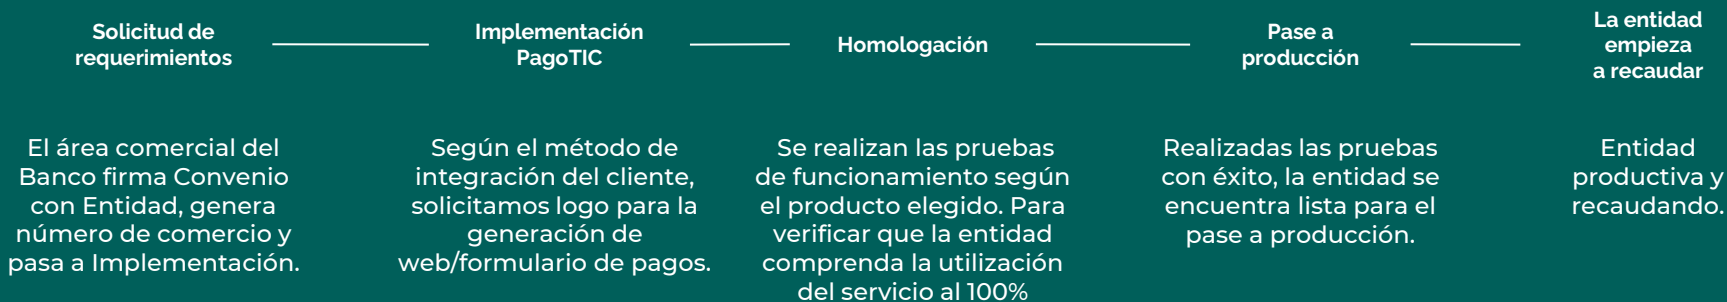 Solicitud de
requerimientos
Implementación
PagoTIC
Homologación
Pase a
producción
La entidad
empieza
a recaudar
El área comercial del
Banco firma Convenio
con Entidad, genera
número de comercio y
pasa a Implementación.
Según el método de
integración del cliente,
solicitamos logo para la
generación de
web/formulario de pagos.
Se realizan las pruebas
de funcionamiento según
el producto elegido. Para
verificar que la entidad
comprenda la utilización
del servicio al 100%
Realizadas las pruebas
con éxito, la entidad se
encuentra lista para el
pase a producción.
Entidad
productiva y
recaudando.